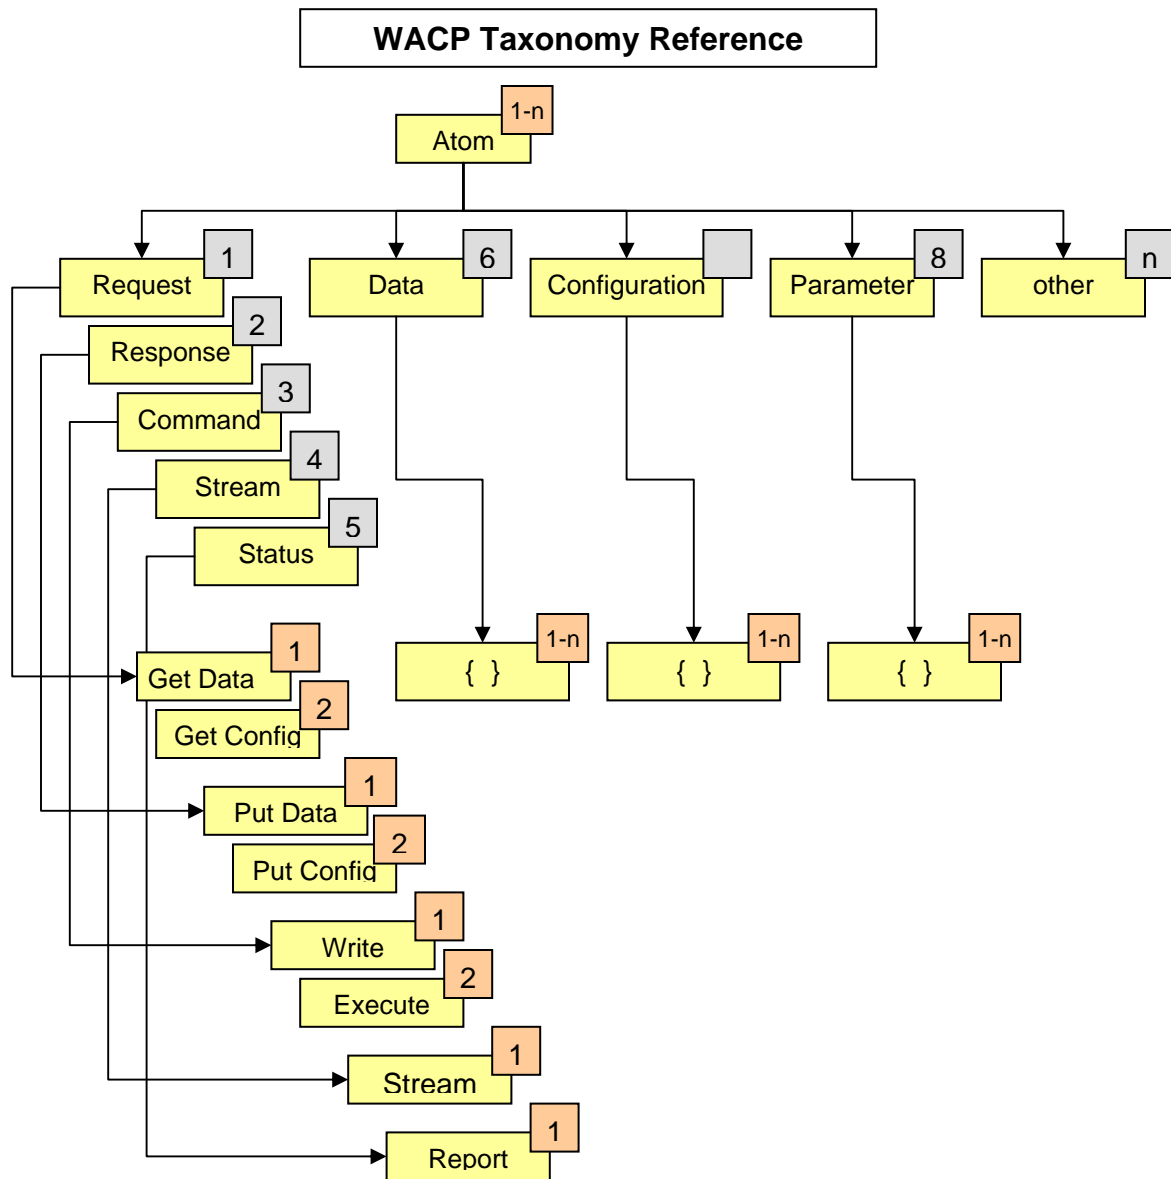 WACP Taxonomy Reference
1-n
Atom
1
Request
6
Data
Configuration
8
Parameter
n
other
2
Response
3
Command
4
Stream
5
Status
1
Get Data
2
Get Config
1-n
{ }
1-n
{ }
1-n
{ }
1
Put Data
2
Put Config
1
Write
2
Execute
1
Stream
1
Report